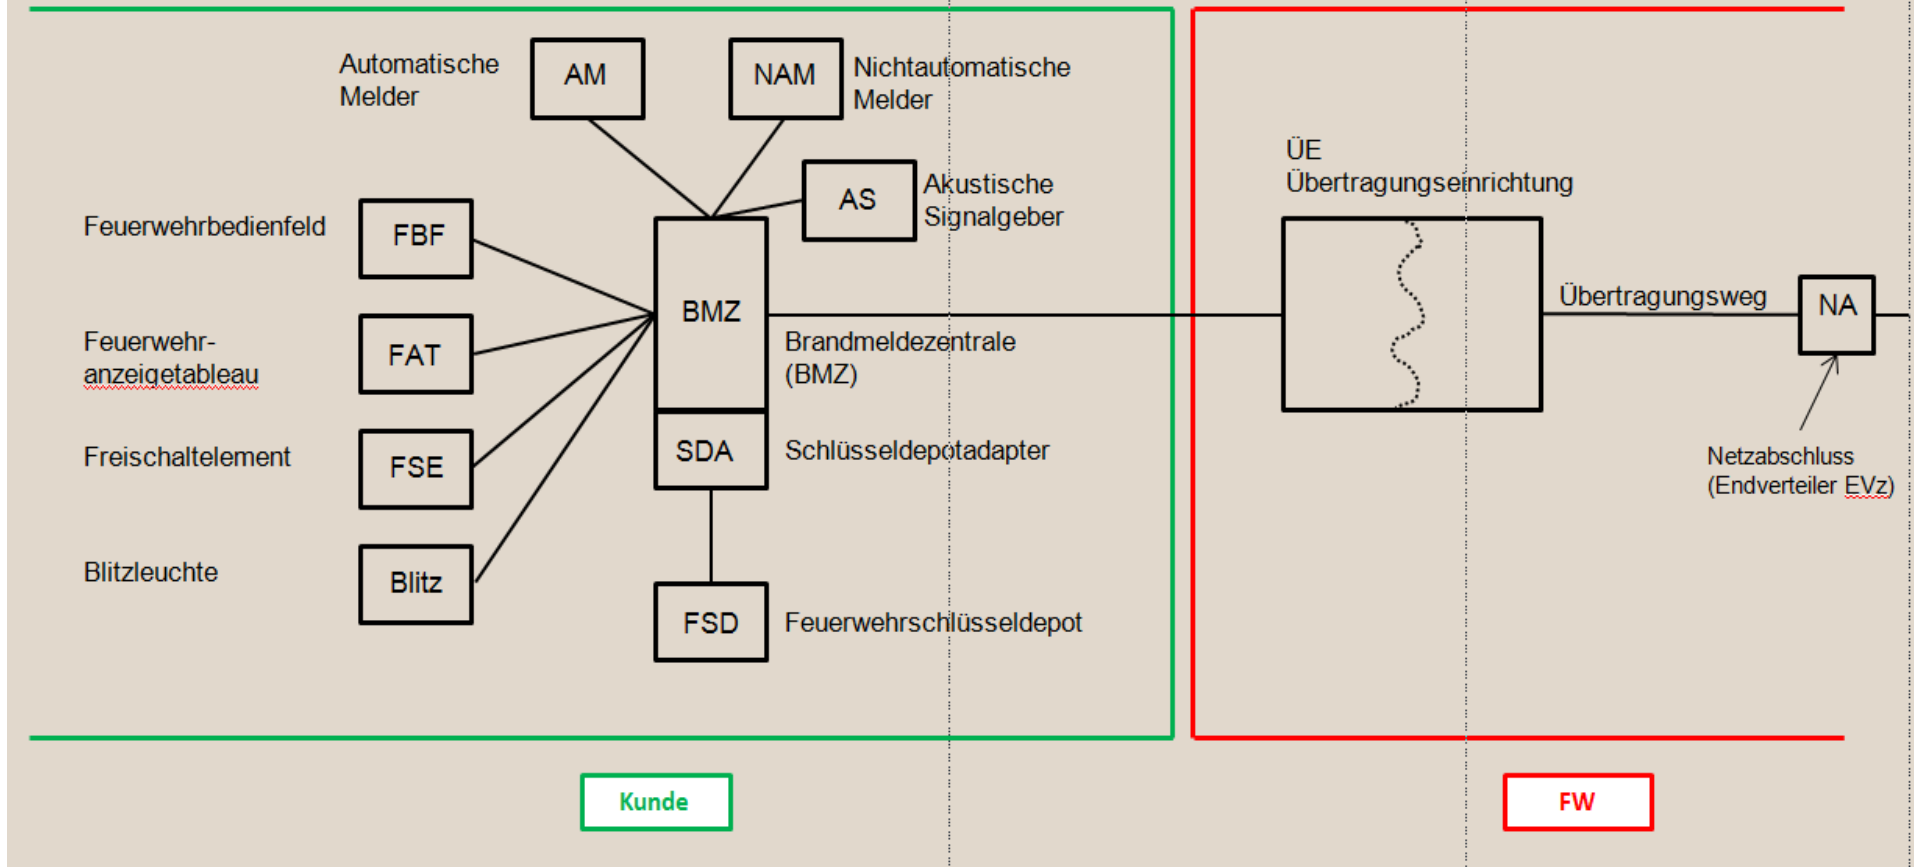 Automatische
Melder
AM
NAM
Nichtautomatische
Melder
AS
Akustische
Signalgeber
Feuerwehrbedienfeld
FBF
Feuerwehr-
anzeigetableau
FAT
Freischaltelement
FSE
Blitzleuchte
Blitz
BMZ
Brandmeldezentrale
(BMZ)
SDA
Schlüsseldepotadapter
FSD
Feuerwehrschlüsseldepot
ÜE
Übertragungseinrichtung
Übertragungsweg
NA
Netzabschluss
(Endverteiler EVz)
Kunde
FW